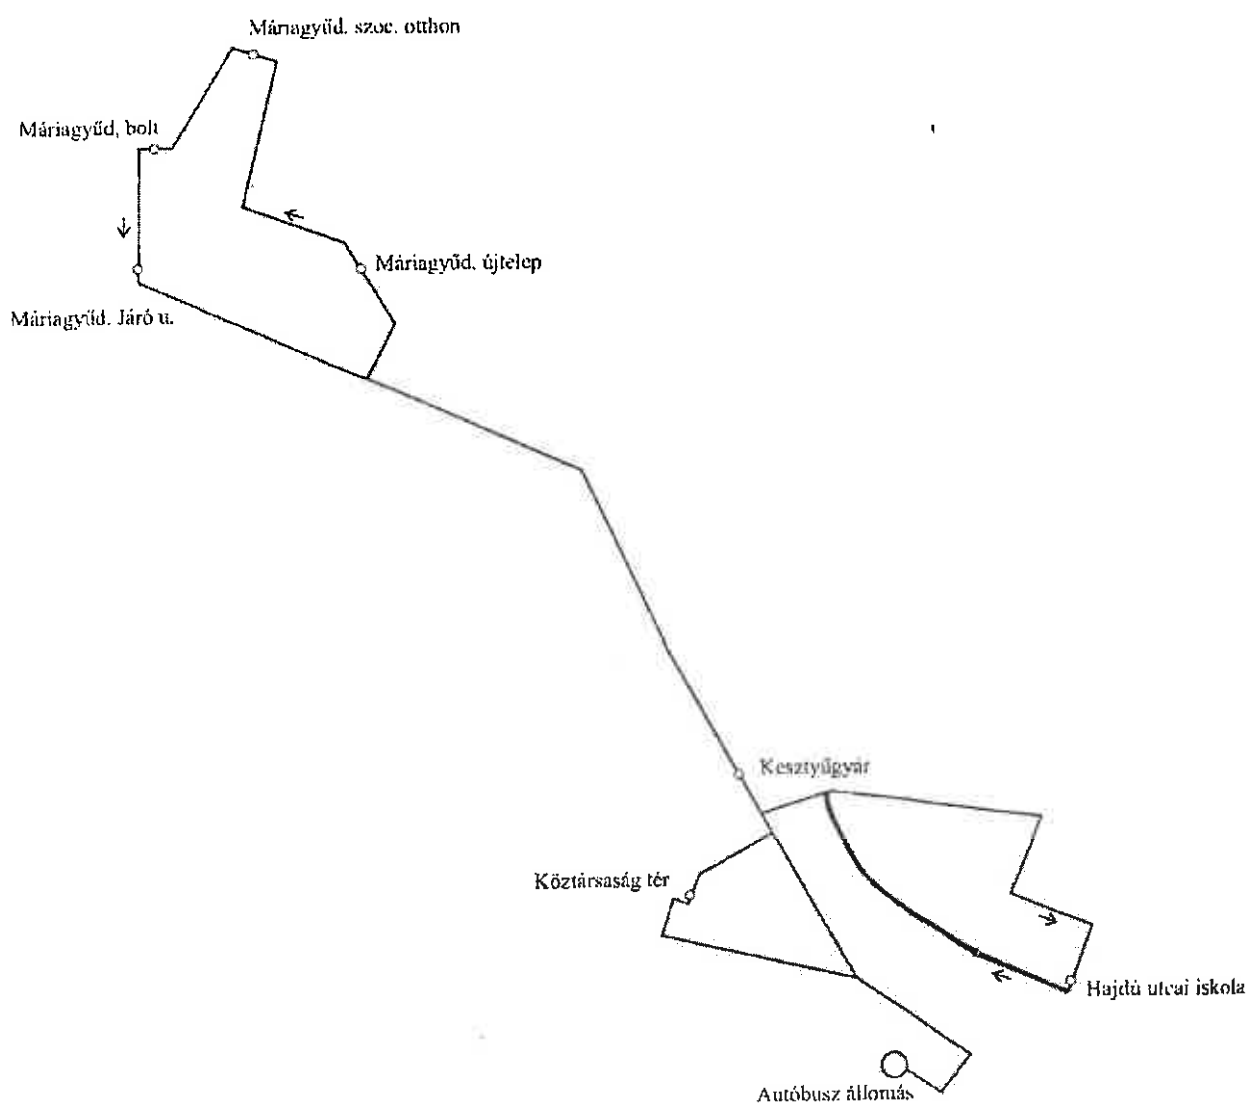 Máriagyűd. szoc. otthon
Máriagyűd, bolt
Máriagyűd. újtelep
Máriagyűd. Járó u.
Kesztyűgyár
Köztársaság tér
Hajdú utcai iskola
Autóbusz állomás